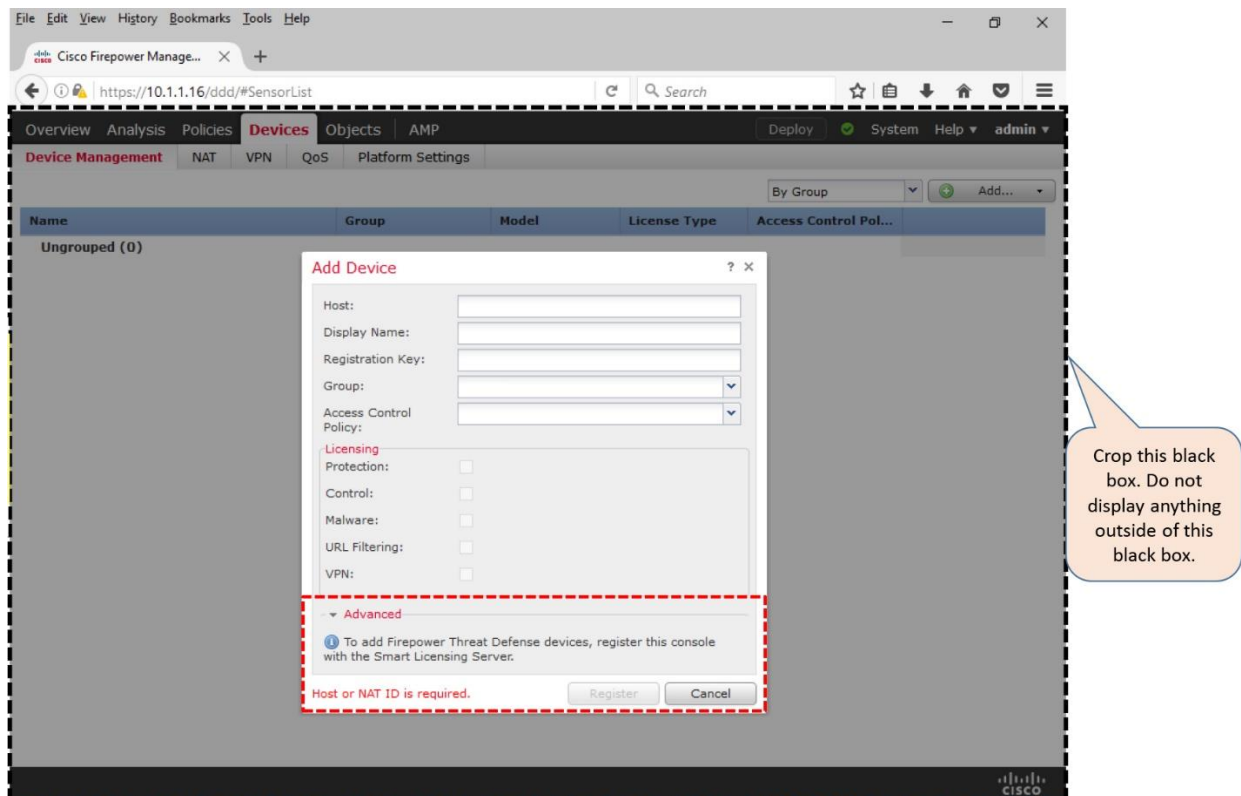 File Edit View History Bookmarks Tools Help
Cisco Firepower Manage...
https://10.1.1.16/ddd/#SensorList
Search
Overview Analysis Policies Devices Objects AMP Deploy System Help admin
Device Management NAT VPN QoS Platform Settings
By Group Add...
Name Group Model License Type Access Control Pol...
Ungrouped (0)
Add Device ?
Host:
Display Name:
Registration Key:
Group:
Access Control
Policy:
Licensing
Protection:
Control:
Malware:
URL Filtering:
VPN:
Advanced
To add Firepower Threat Defense devices, register this console
with the Smart Licensing Server.
Host or NAT ID is required. Register Cancel
Crop this black
box. Do not
display anything
outside of this
black box.
CISCO